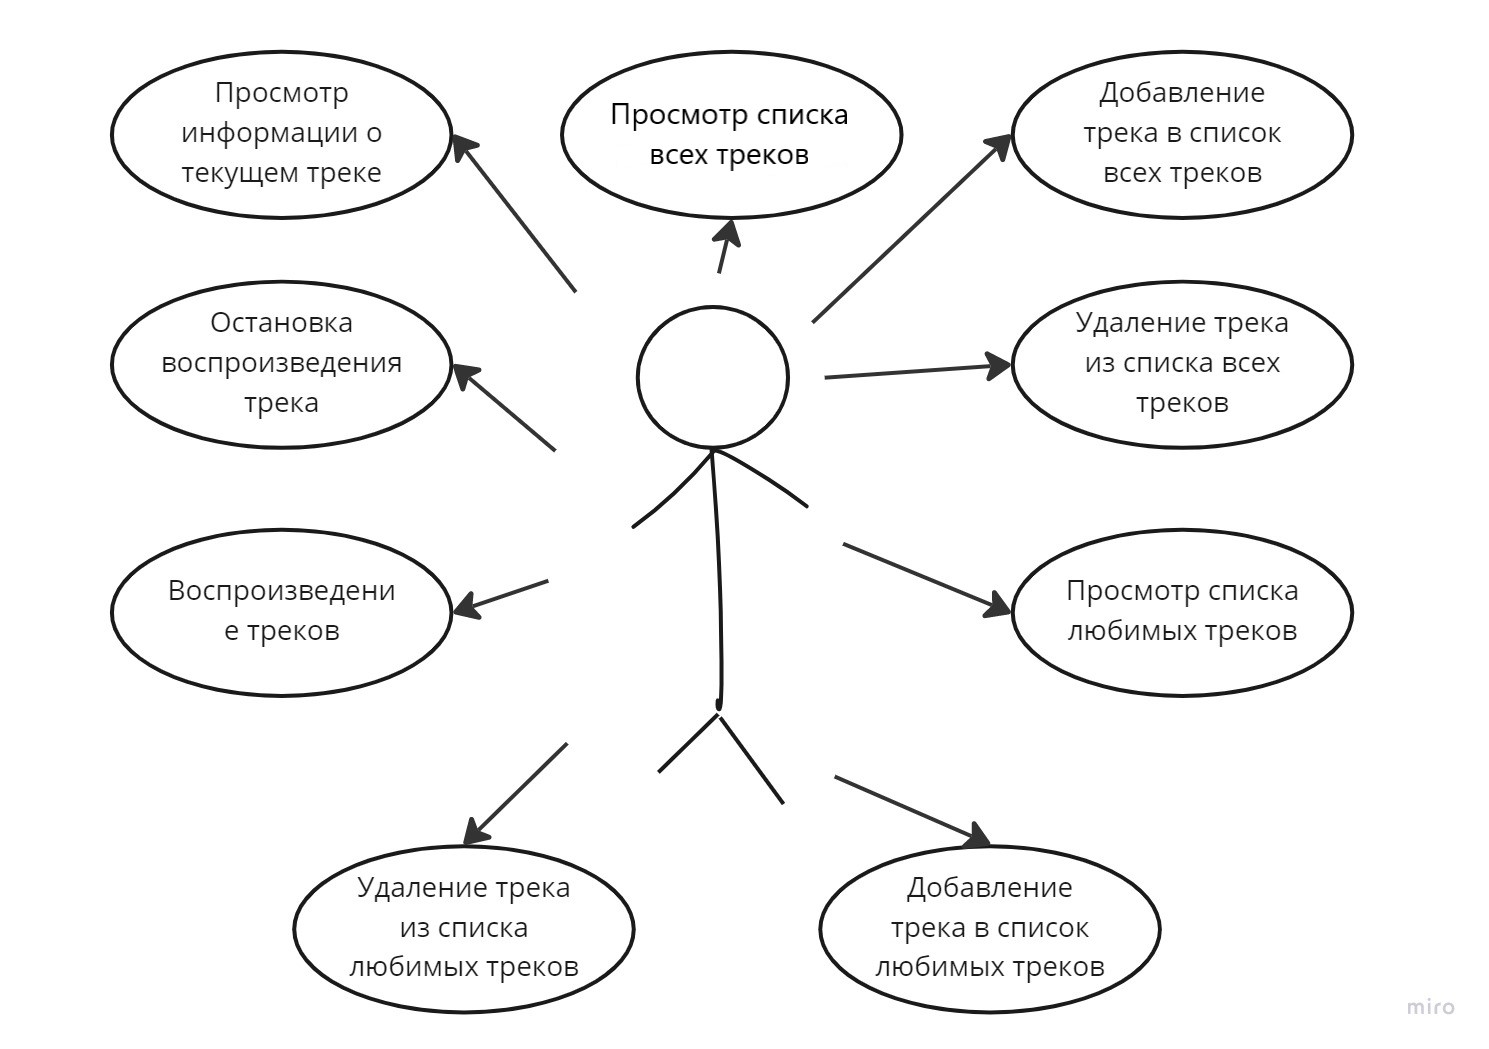 Просмотр
информации о
текущем треке
Просмотр списка
всех треков
Добавление
трека в список
всех треков
Остановка
воспроизведения
трека
Удаление трека
из списка всех
треков
Воспроизведени
е треков
Просмотр списка
любимых треков
Удаление трека
из списка
любимых треков
Добавление
трека в список
любимых треков
miro